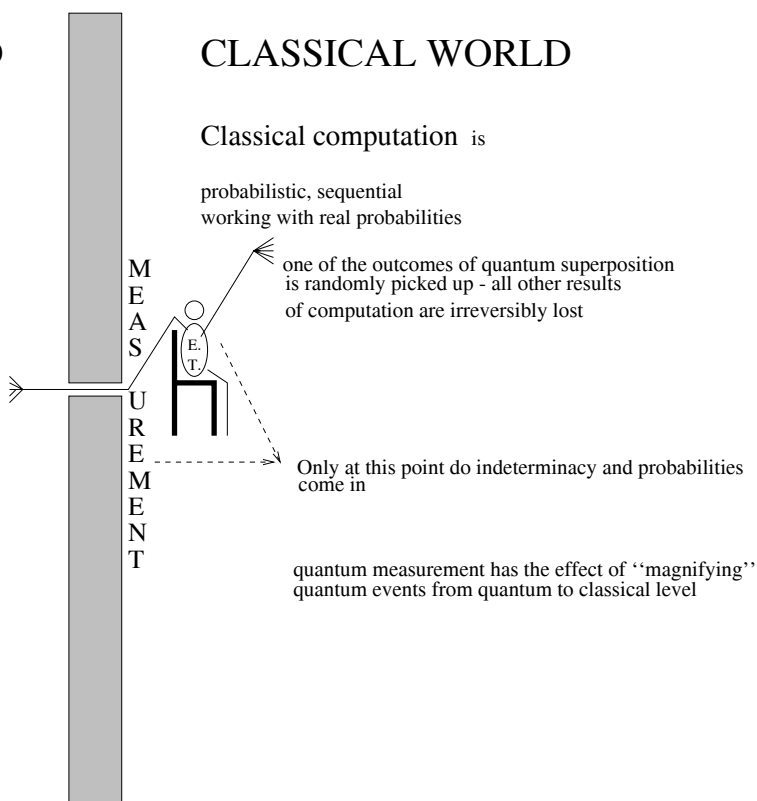 CLASSICAL WORLD
Classical computation is
probabilistic, sequential
working with real probabilities
one of the outcomes of quantum superposition
is randomly picked up - all other results
of computation are irreversibly lost
MEAS UREMENT
E.
T.
Only at this point do indeterminacy and probabilities
come in
quantum measurement has the effect of ‘‘magnifying’’
quantum events from quantum to classical level